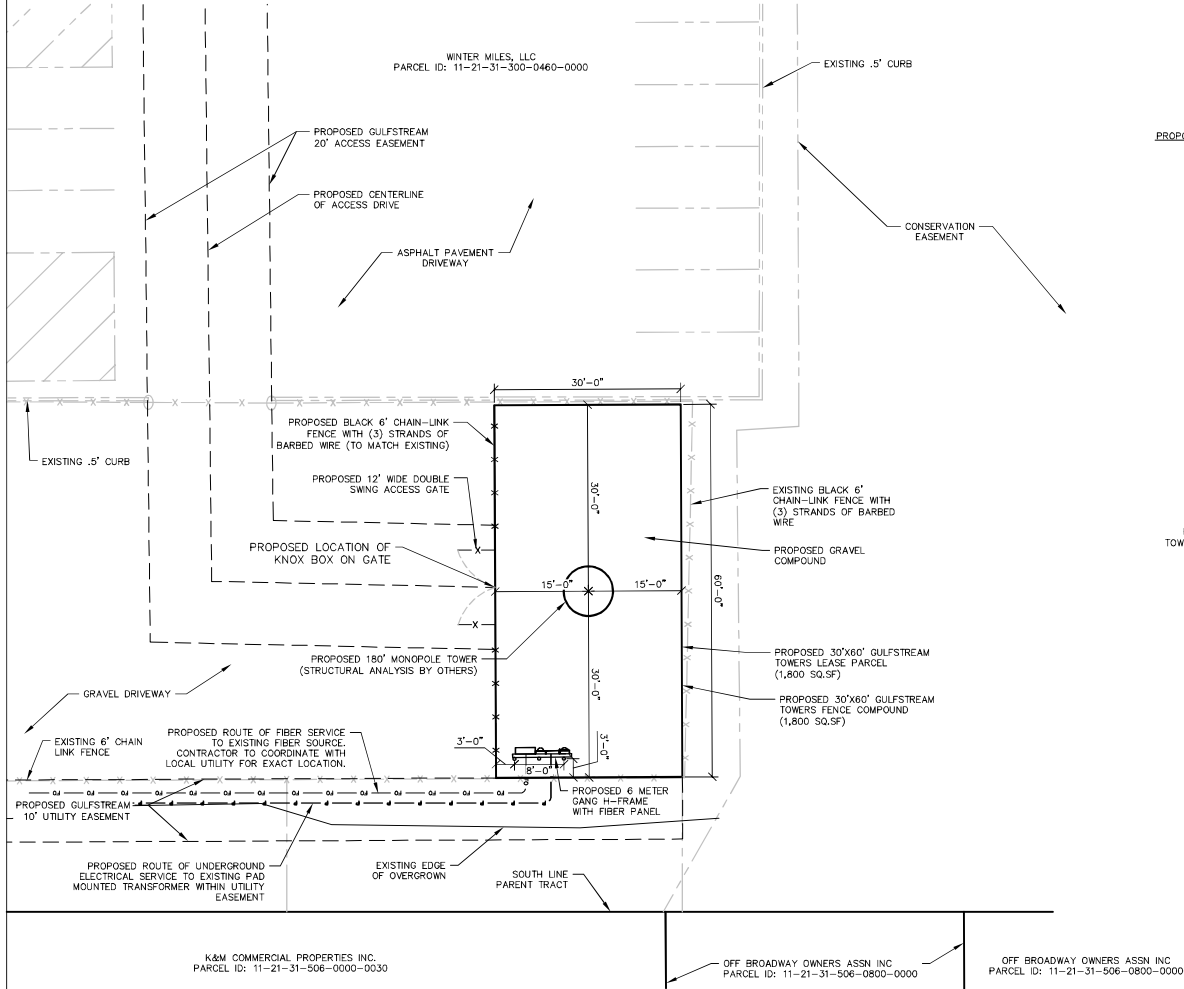 WINTER MILES, LLC
PARCEL ID: 11-21-31-300-0460-0000
EXISTING .5' CURB
PROPOSED GULFSTREAM
20' ACCESS EASEMENT
PROPOSED CENTERLINE
OF ACCESS DRIVE
ASPHALT PAVEMENT
DRIVEWAY
CONSERVATION
EASEMENT
30'-0"
PROPOSED BLACK 6' CHAIN-LINK
FENCE WITH (3) STRANDS OF
BARBED WIRE (TO MATCH EXISTING)
EXISTING .5' CURB
PROPOSED 12' WIDE DOUBLE
SWING ACCESS GATE
30'-0"
EXISTING BLACK 6'
CHAIN-LINK FENCE WITH
(3) STRANDS OF BARBED
WIRE
PROPOSED LOCATION OF
KNOX BOX ON GATE
PROPOSED GRAVEL
COMPOUND
TOW
15'-0"
15'-0"
60'-0"
PROPOSED 180' MONOPOLE TOWER
(STRUCTURAL ANALYSIS BY OTHERS)
30'-0"
PROPOSED 30'X60' GULFSTREAM
TOWERS LEASE PARCEL
(1,800 SQ.SF)
GRAVEL DRIVEWAY
PROPOSED 30'X60' GULFSTREAM
TOWERS FENCE COMPOUND
(1,800 SQ.SF)
PROPOSED ROUTE OF FIBER SERVICE
TO EXISTING FIBER SOURCE.
CONTRACTOR TO COORDINATE WITH
LOCAL UTILITY FOR EXACT LOCATION.
EXISTING 6' CHAIN
LINK FENCE
3'-0"
3'-0"
8'-0"
PROPOSED GULFSTREAM
10' UTILITY EASEMENT
PROPOSED 6 METER
GANG H-FRAME
WITH FIBER PANEL
PROPOSED ROUTE OF UNDERGROUND
ELECTRICAL SERVICE TO EXISTING PAD
MOUNTED TRANSFORMER WITHIN UTILITY
EASEMENT
EXISTING EDGE
OF OVERGROWN
SOUTH LINE
PARENT TRACT
K&M COMMERCIAL PROPERTIES INC.
PARCEL ID: 11-21-31-506-0000-0030
OFF BROADWAY OWNERS ASSN INC
PARCEL ID: 11-21-31-506-0800-0000
OFF BROADWAY OWNERS ASSN INC
PARCEL ID: 11-21-31-506-0800-0000